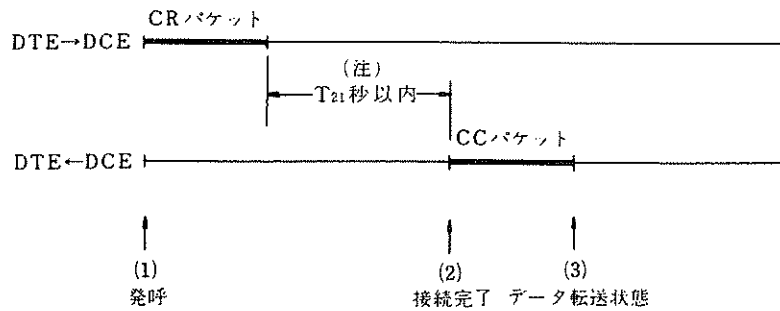 CRパケット
DTE→DCE
(注)
T21秒以内
CCパケット
DTE←DCE
(1)
発呼
(2)
接続完了
(3)
データ転送状態